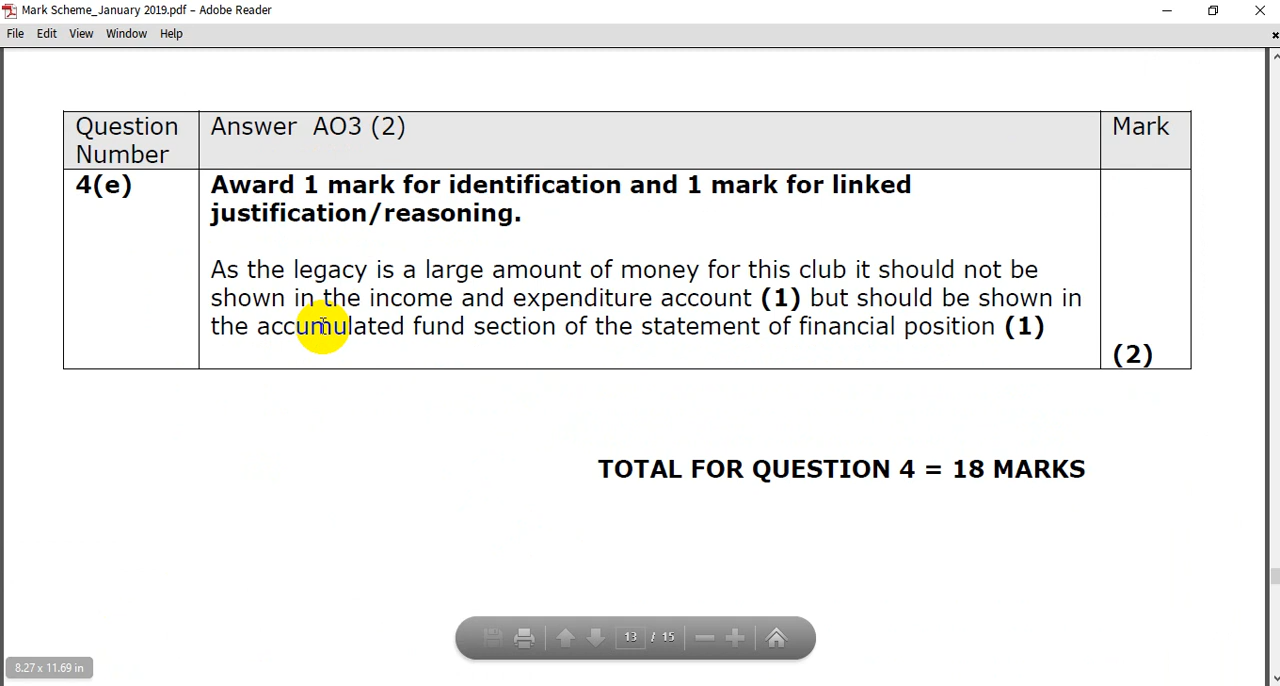 Mark Scheme_January 2019.pdf - Adobe Reader
File Edit View Window Help
Question Number
Answer AO3 (2)
Mark
4(e)
Award 1 mark for identification and 1 mark for linked
justification/reasoning.
As the legacy is a large amount of money for this club it should not be
shown in the income and expenditure account (1) but should be shown in
the accumulated fund section of the statement of financial position (1)
(2)
TOTAL FOR QUESTION 4 = 18 MARKS
13 / 15
8.27 x 11.69 in